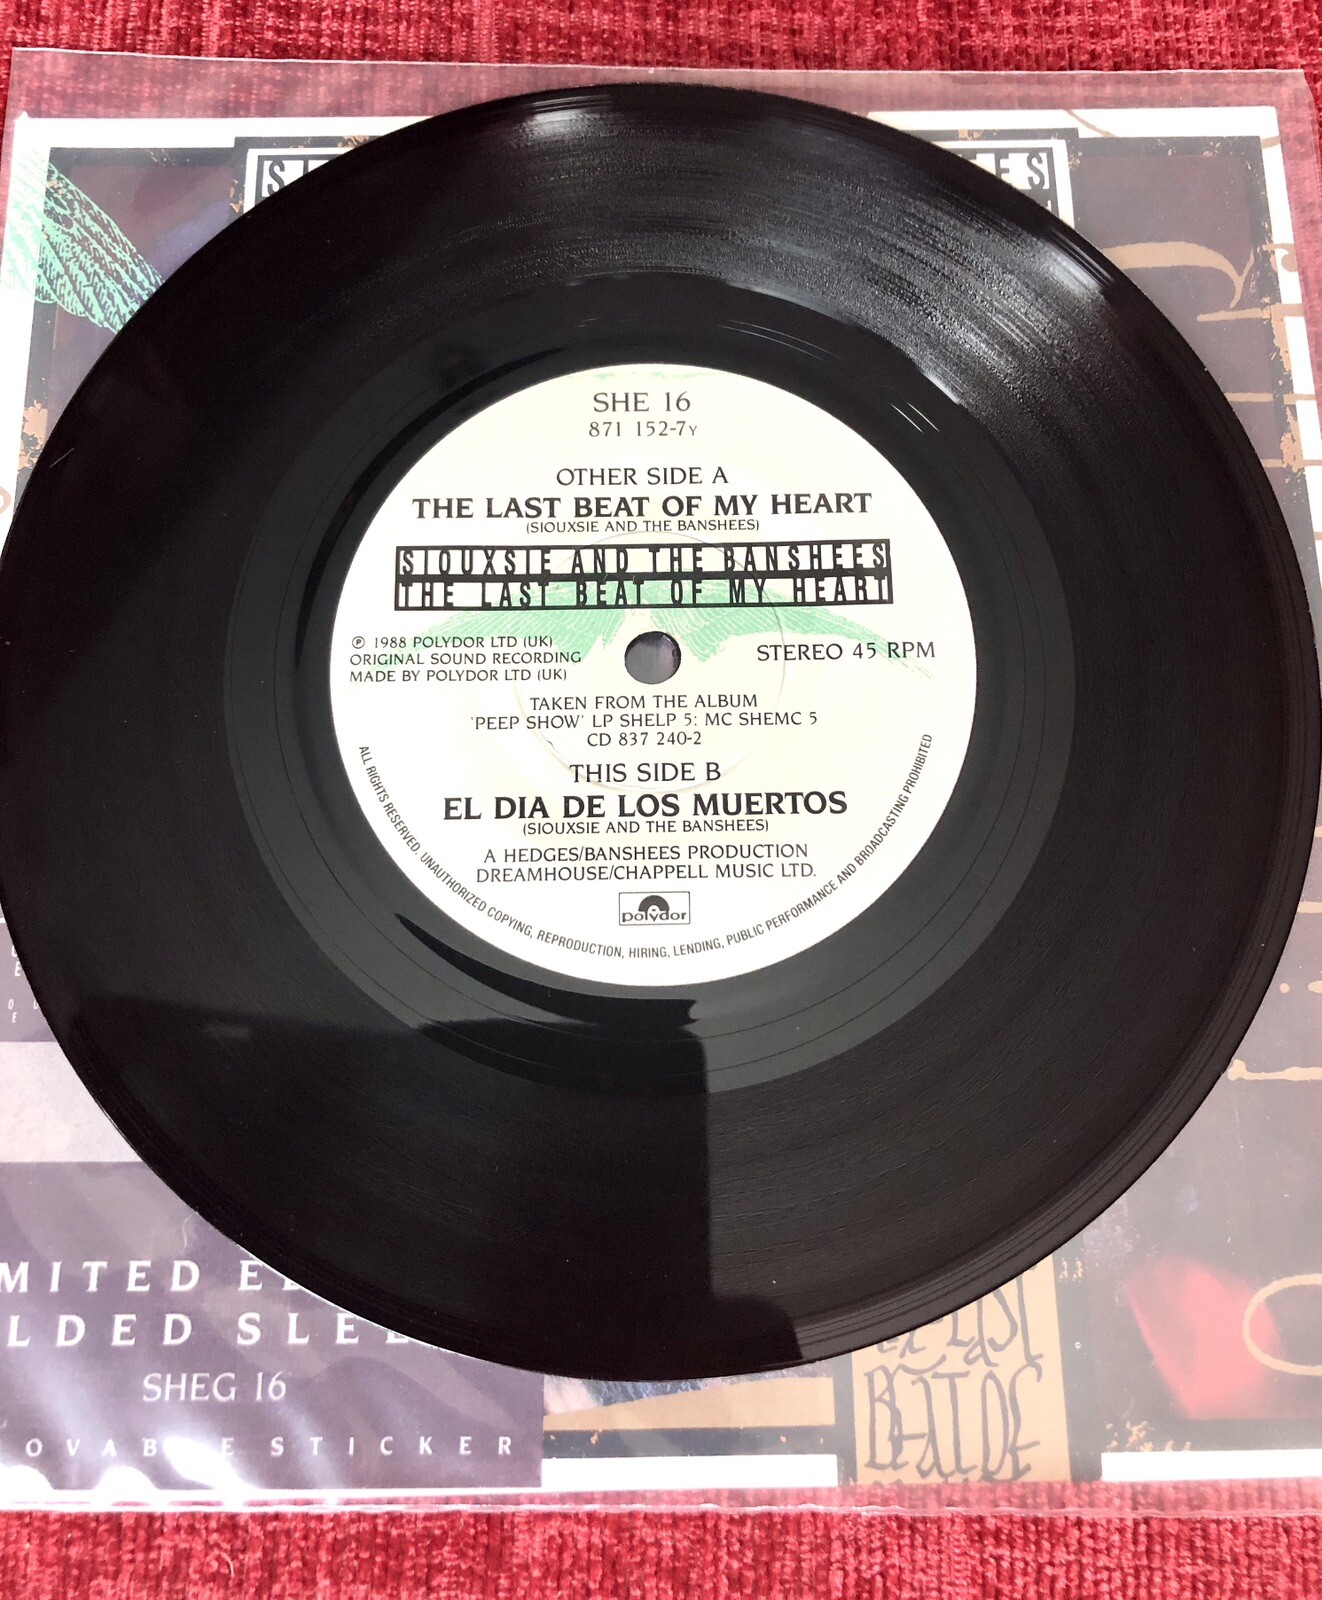 SHE 16
871 152-7Y
OTHER SIDE A
THE LAST BEAT OF MY HEART
(SIOUXSIE AND THE BANSHEES)
SIOUXSIE AND THE BANSHEES
THE LAST BEAT OF MY HEART
℗ 1988 POLYDOR LTD (UK)
ORIGINAL SOUND RECORDING
MADE BY POLYDOR LTD (UK)
STEREO 45 RPM
TAKEN FROM THE ALBUM
'PEEP SHOW' LP SHELP 5: MC SHEMC 5
CD 837 240-2
THIS SIDE B
EL DIA DE LOS MUERTOS
(SIOUXSIE AND THE BANSHEES)
A HEDGES/BANSHEES PRODUCTION
DREAMHOUSE/CHAPPELL MUSIC LTD.
polydor
ALL RIGHTS RESERVED. UNAUTHORIZED COPYING, REPRODUCTION, HIRING, LENDING, PUBLIC PERFORMANCE AND BROADCASTING PROHIBITED
SHEG 16
STICKER
LAST
BEAT OF